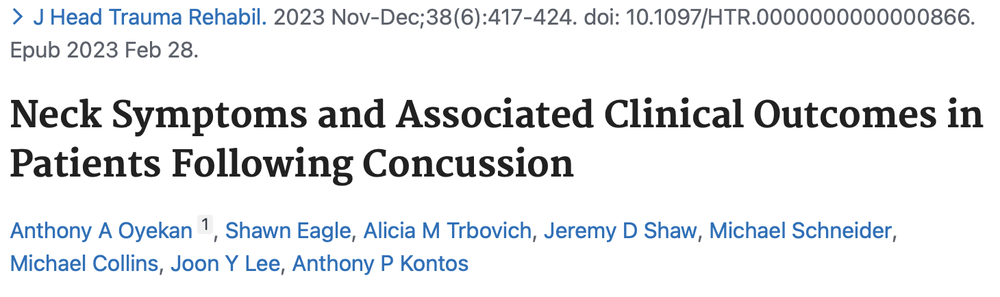 > J Head Trauma Rehabil. 2023 Nov-Dec;38(6):417-424. doi: 10.1097/HTR.0000000000000866.
Epub 2023 Feb 28.
Neck Symptoms and Associated Clinical Outcomes in
Patients Following Concussion
Anthony A Oyekan 1, Shawn Eagle, Alicia M Trbovich, Jeremy D Shaw, Michael Schneider,
Michael Collins, Joon Y Lee, Anthony P Kontos